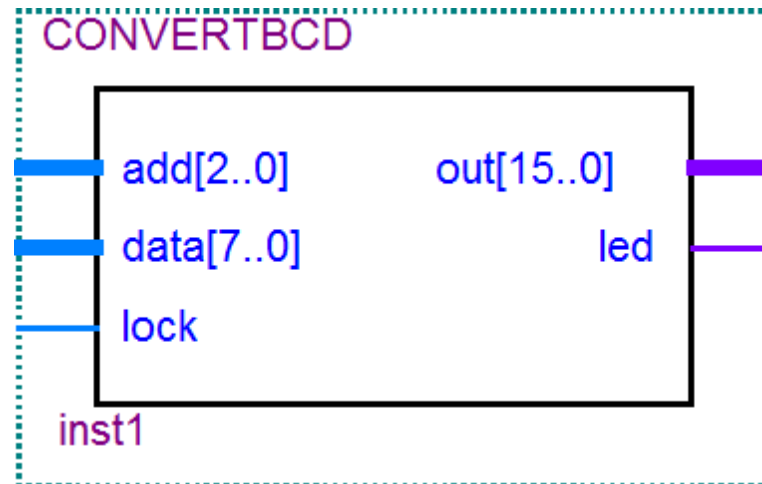 CONVERTBCD
add[2..0] out[15..0]
data[7..0] led
lock
inst1